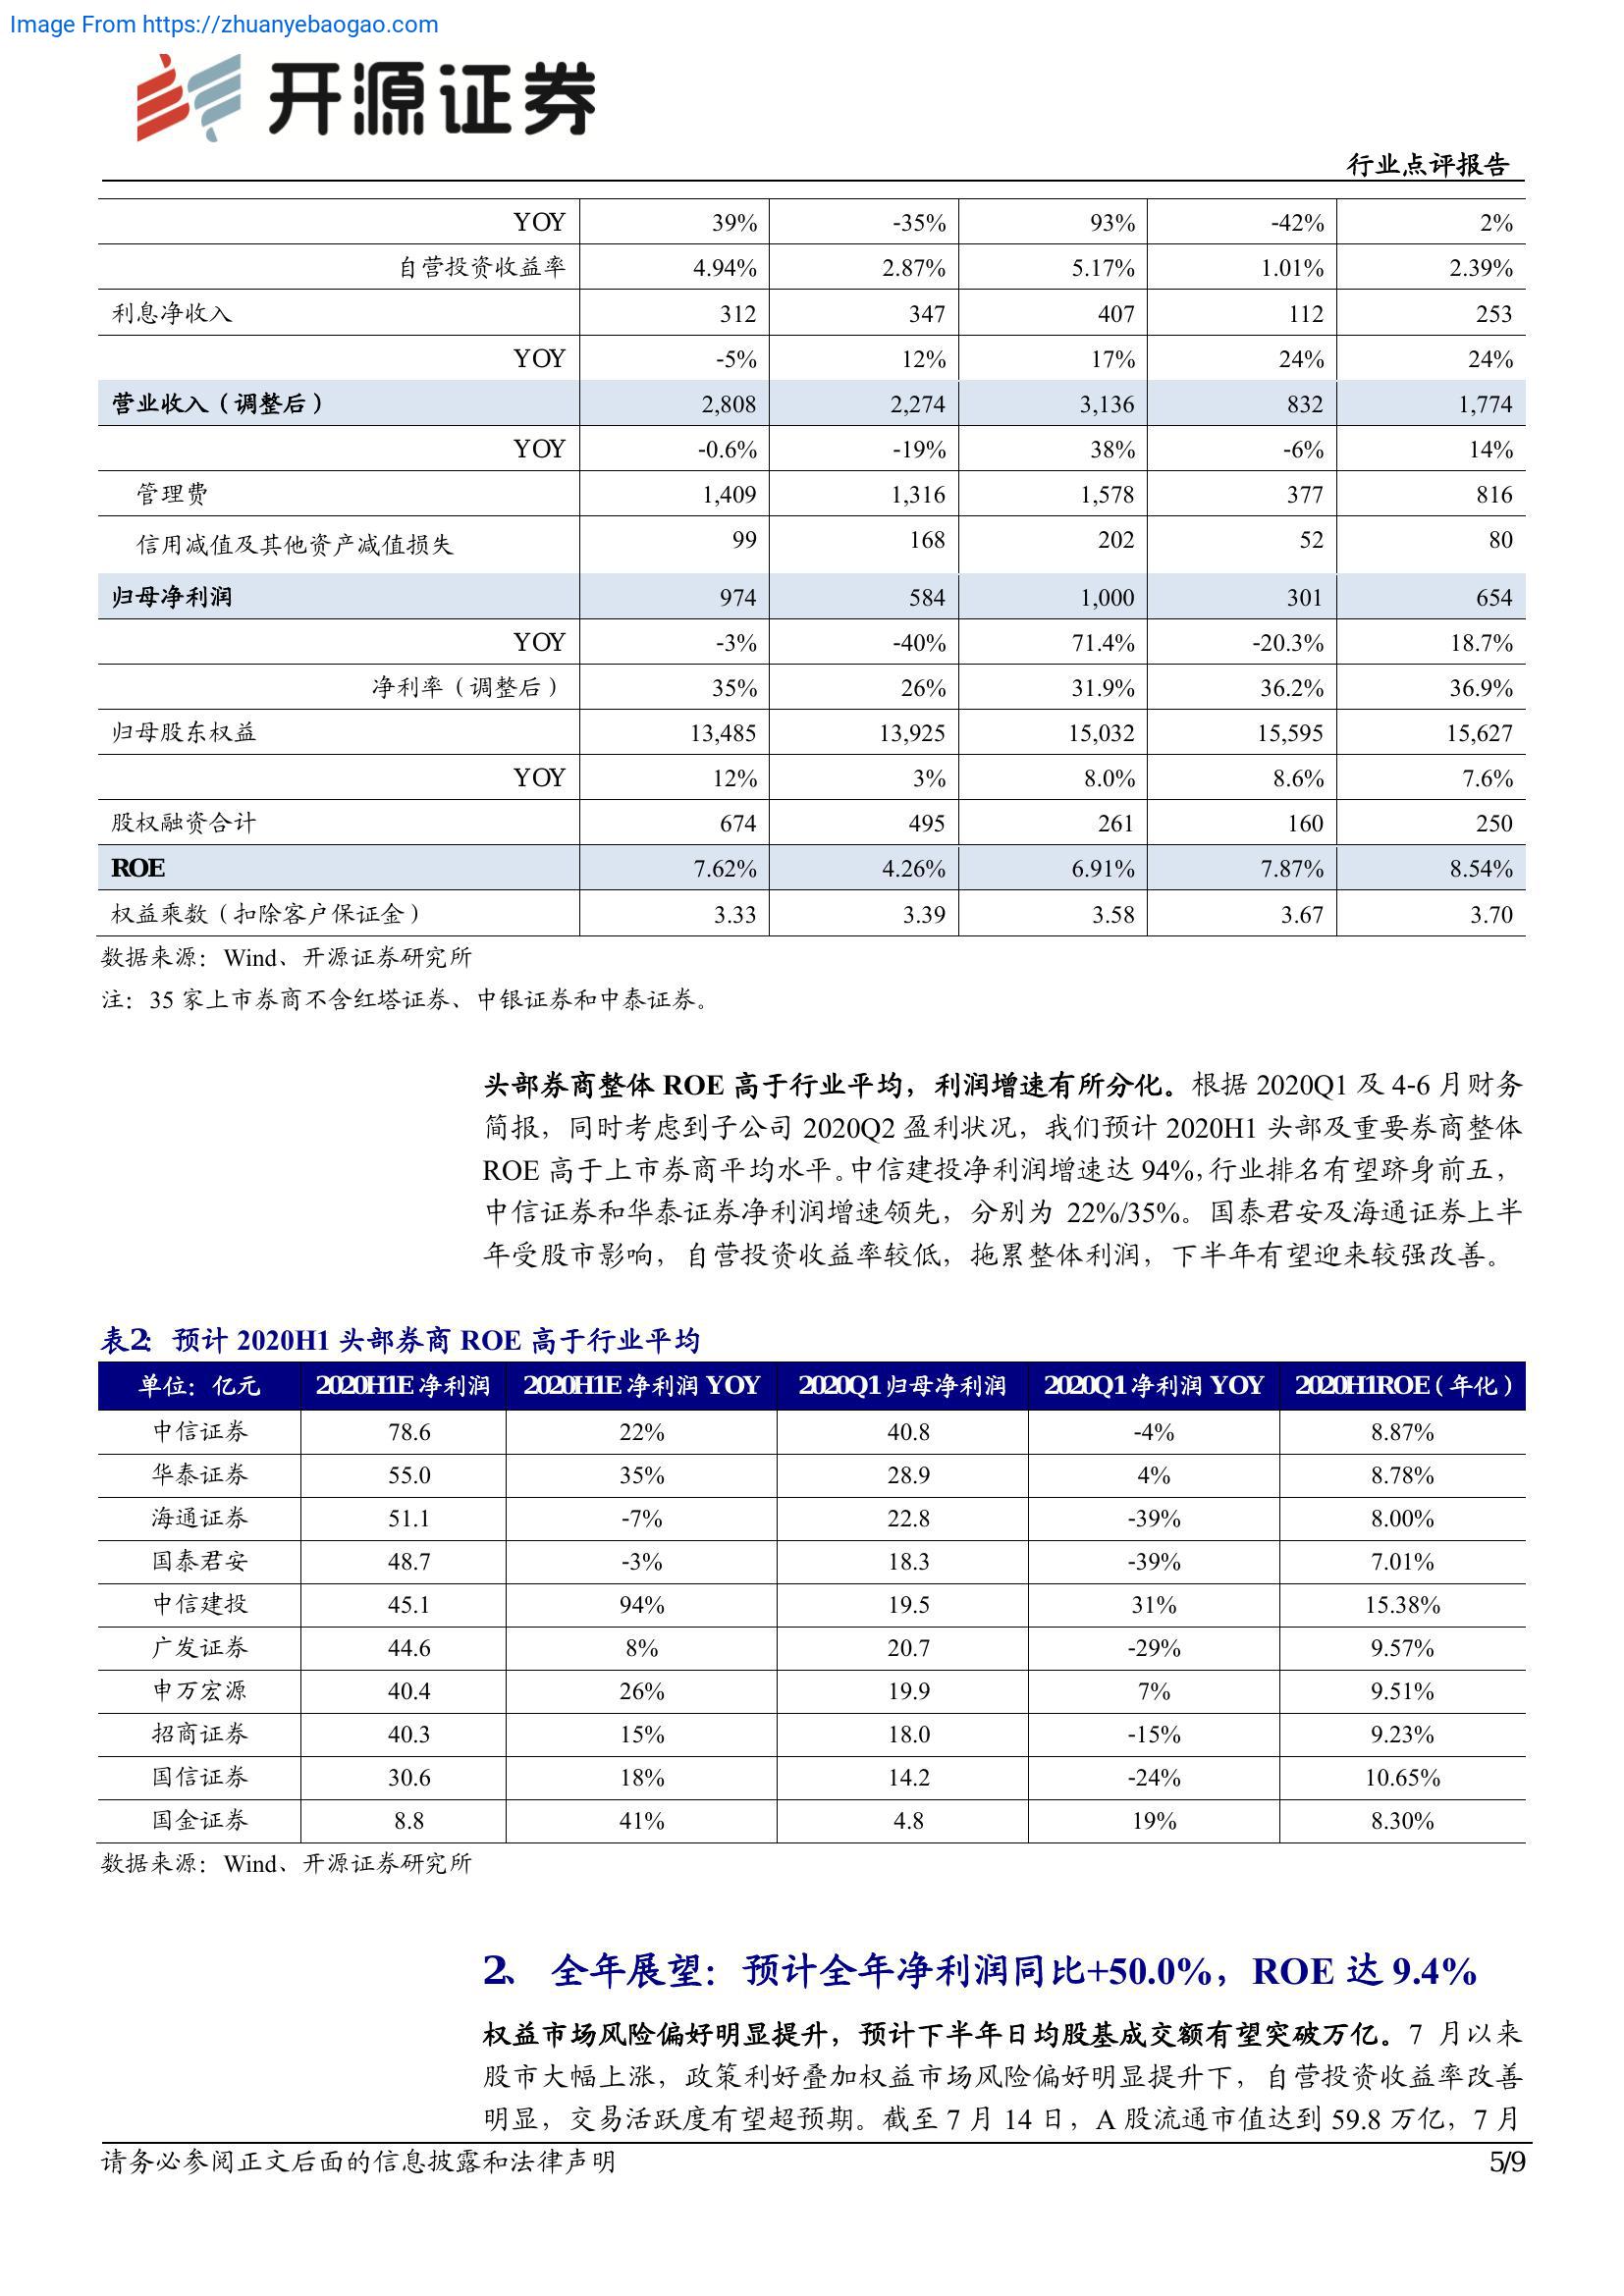 Image From https://zhuanyebaogao.com
开源证券
行业点评报告
YOY 39% -35% 93% -42% 2%
自营投资收益率 4.94% 2.87% 5.17% 1.01% 2.39%
利息净收入 312 347 407 112 253
YOY -5% 12% 17% 24% 24%
营业收入（调整后） 2,808 2,274 3,136 832 1,774
YOY -0.6% -19% 38% -6% 14%
管理费 1,409 1,316 1,578 377 816
信用减值及其他资产减值损失 99 168 202 52 80
归母净利润 974 584 1,000 301 654
YOY -3% -40% 71.4% -20.3% 18.7%
净利率（调整后） 35% 26% 31.9% 36.2% 36.9%
归母股东权益 13,485 13,925 15,032 15,595 15,627
YOY 12% 3% 8.0% 8.6% 7.6%
股权融资合计 674 495 261 160 250
ROE 7.62% 4.26% 6.91% 7.87% 8.54%
权益乘数（扣除客户保证金） 3.33 3.39 3.58 3.67 3.70
数据来源：Wind、开源证券研究所
注：35 家上市券商不含红塔证券、中银证券和中泰证券。
头部券商整体 ROE 高于行业平均，利润增速有所分化。根据 2020Q1 及 4-6 月财务
简报，同时考虑到子公司 2020Q2 盈利状况，我们预计 2020H1 头部及重要券商整体
ROE 高于上市券商平均水平。中信建投净利润增速达 94%，行业排名有望跻身前五，
中信证券和华泰证券净利润增速领先，分别为 22%/35%。国泰君安及海通证券上半
年受股市影响，自营投资收益率较低，拖累整体利润，下半年有望迎来较强改善。
表2：预计 2020H1 头部券商 ROE 高于行业平均
单位：亿元 2020H1E 净利润 2020H1E 净利润 YOY 2020Q1 归母净利润 2020Q1 净利润 YOY 2020H1ROE（年化）
中信证券 78.6 22% 40.8 -4% 8.87%
华泰证券 55.0 35% 28.9 4% 8.78%
海通证券 51.1 -7% 22.8 -39% 8.00%
国泰君安 48.7 -3% 18.3 -39% 7.01%
中信建投 45.1 94% 19.5 31% 15.38%
广发证券 44.6 8% 20.7 -29% 9.57%
申万宏源 40.4 26% 19.9 7% 9.51%
招商证券 40.3 15% 18.0 -15% 9.23%
国信证券 30.6 18% 14.2 -24% 10.65%
国金证券 8.8 41% 4.8 19% 8.30%
数据来源：Wind、开源证券研究所
2、 全年展望：预计全年净利润同比+50.0%，ROE 达 9.4%
权益市场风险偏好明显提升，预计下半年日均股基成交额有望突破万亿。7 月以来
股市大幅上涨，政策利好叠加权益市场风险偏好明显提升下，自营投资收益率改善
明显，交易活跃度有望超预期。截至 7 月 14 日，A 股流通市值达到 59.8 万亿，7 月
请务必参阅正文后面的信息披露和法律声明 5/9